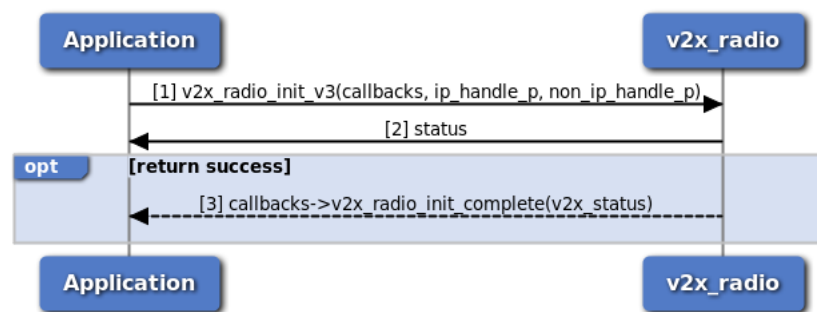 Application v2x_radio
[1] v2x_radio_init_v3(callbacks, ip_handle_p, non_ip_handle_p)
[2] status
opt [return success]
[3] callbacks->v2x_radio_init_complete(v2x_status)
Application v2x_radio